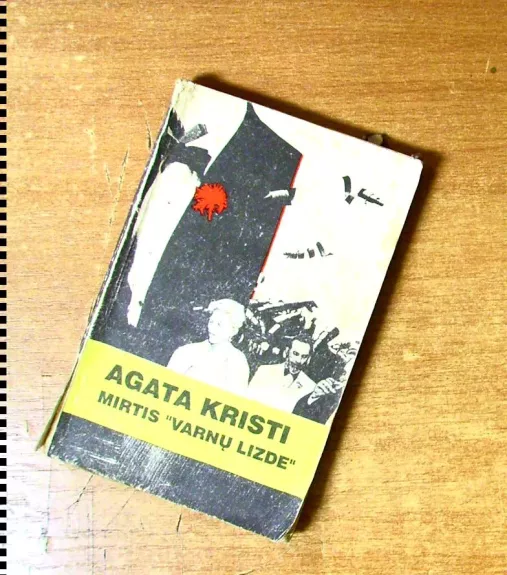 AGATA KRISTI
MIRTIS "VARNŲ LIZDE"